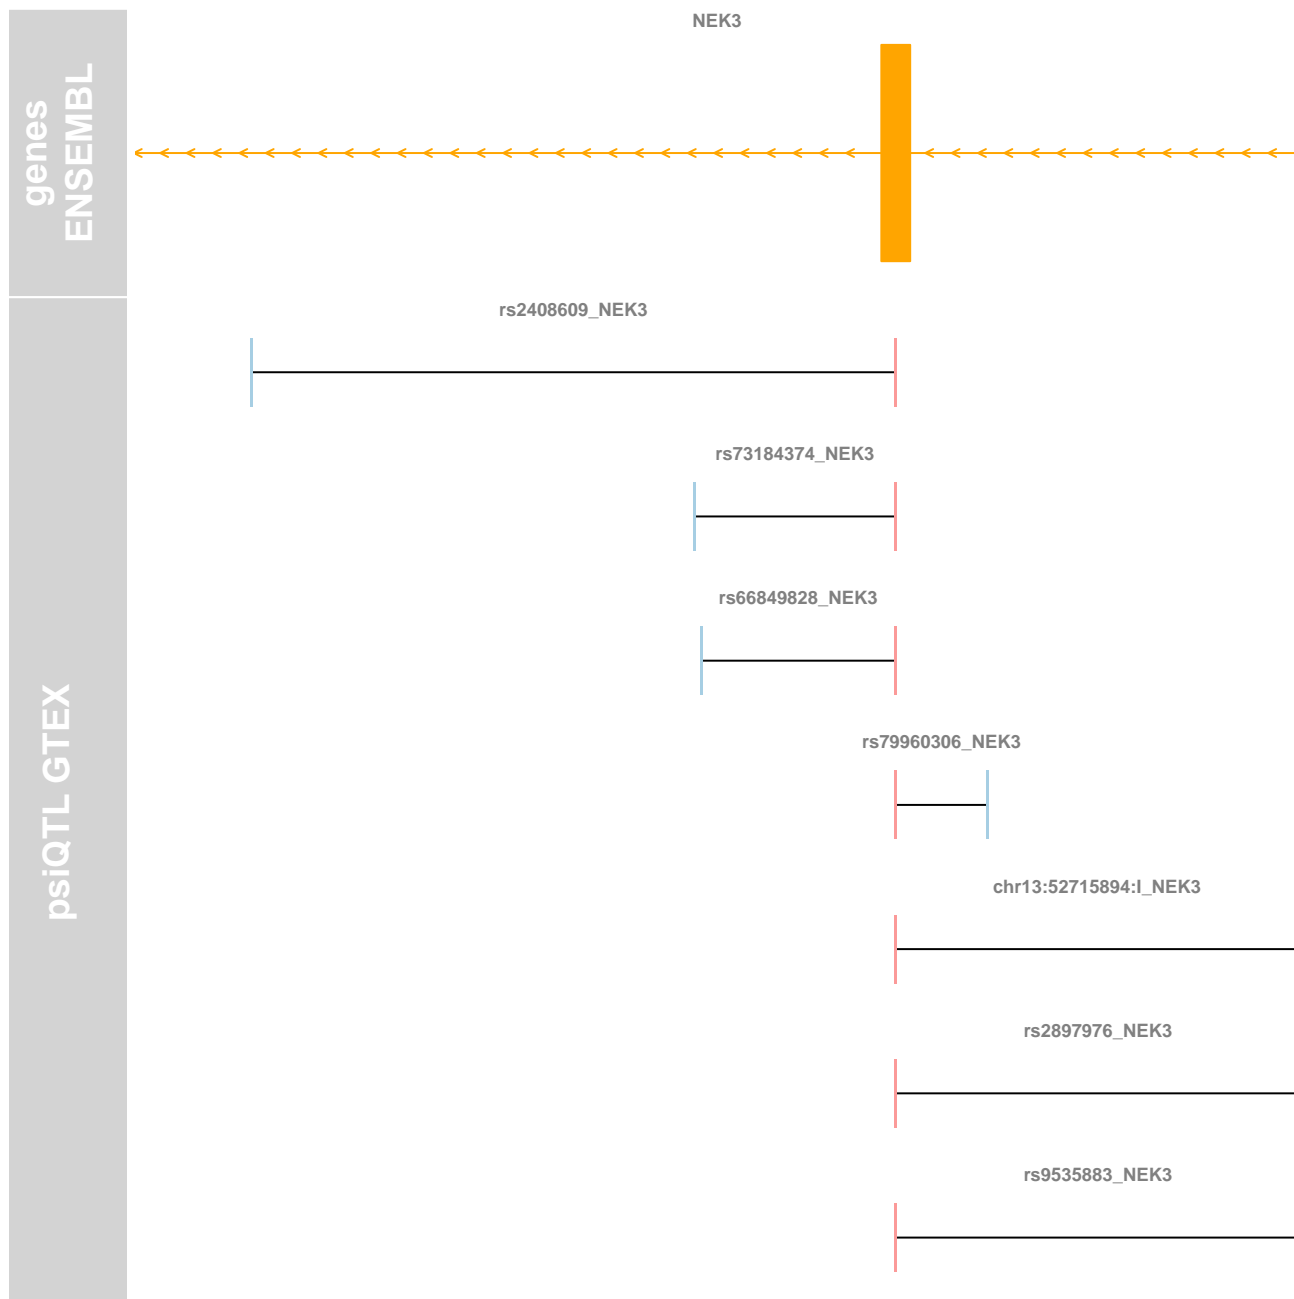 genes
ENSEMBL
NEK3
psiQTL GTEX
rs2408609_NEK3
rs73184374_NEK3
rs66849828_NEK3
rs79960306_NEK3
chr13:52715894:I_NEK3
rs2897976_NEK3
rs9535883_NEK3